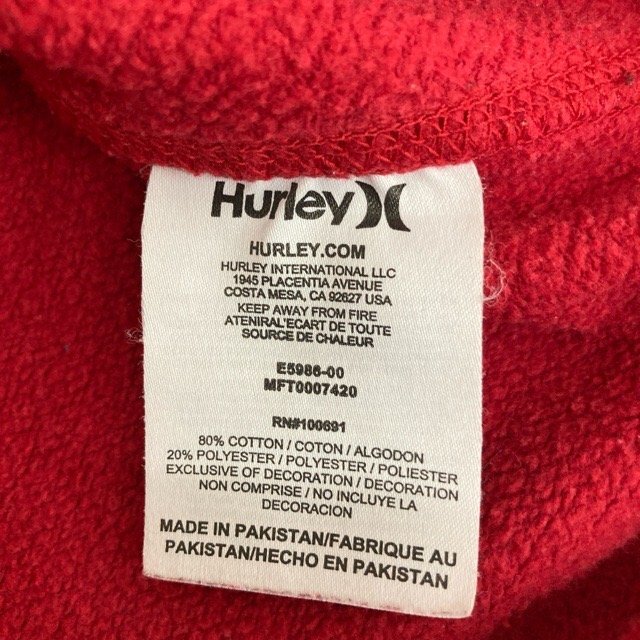 Hurley
HURLEY.COM
HURLEY INTERNATIONAL LLC
1945 PLACENTIA AVENUE
COSTA MESA, CA 92627 USA
KEEP AWAY FROM FIRE
ATENIRAL'ECART DE TOUTE
SOURCE DE CHALEUR
E5986-00
MFT0007420
RN#100691
80% COTTON / COTON / ALGODON
20% POLYESTER / POLYESTER / POLIESTER
EXCLUSIVE OF DECORATION / DECORATION
NON COMPRISE / NO INCLUYE LA
DECORACION
MADE IN PAKISTAN/FABRIQUE AU
PAKISTAN/HECHO EN PAKISTAN